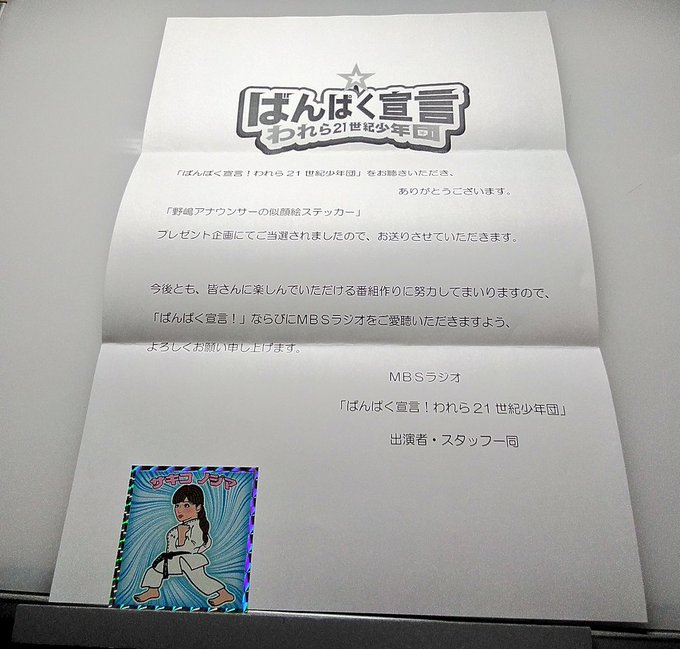 ばんぱく宣言
われら21世紀少年団
「ばんぱく宣言！われら21世紀少年団」をお聴きいただき、
ありがとうございます。
「野嶋アナウンサーの似顔絵ステッカー」
プレゼント企画にてご当選されましたので、お送りさせていただきます。
今後とも、皆さんに楽しんでいただける番組作りに努力してまいりますので、
「ばんぱく宣言！」ならびにＭＢＳラジオをご愛聴いただきますよう、
よろしくお願い申し上げます。
ＭＢＳラジオ
「ばんぱく宣言！われら21世紀少年団」
出演者・スタッフ一同
サキコ ノジマ